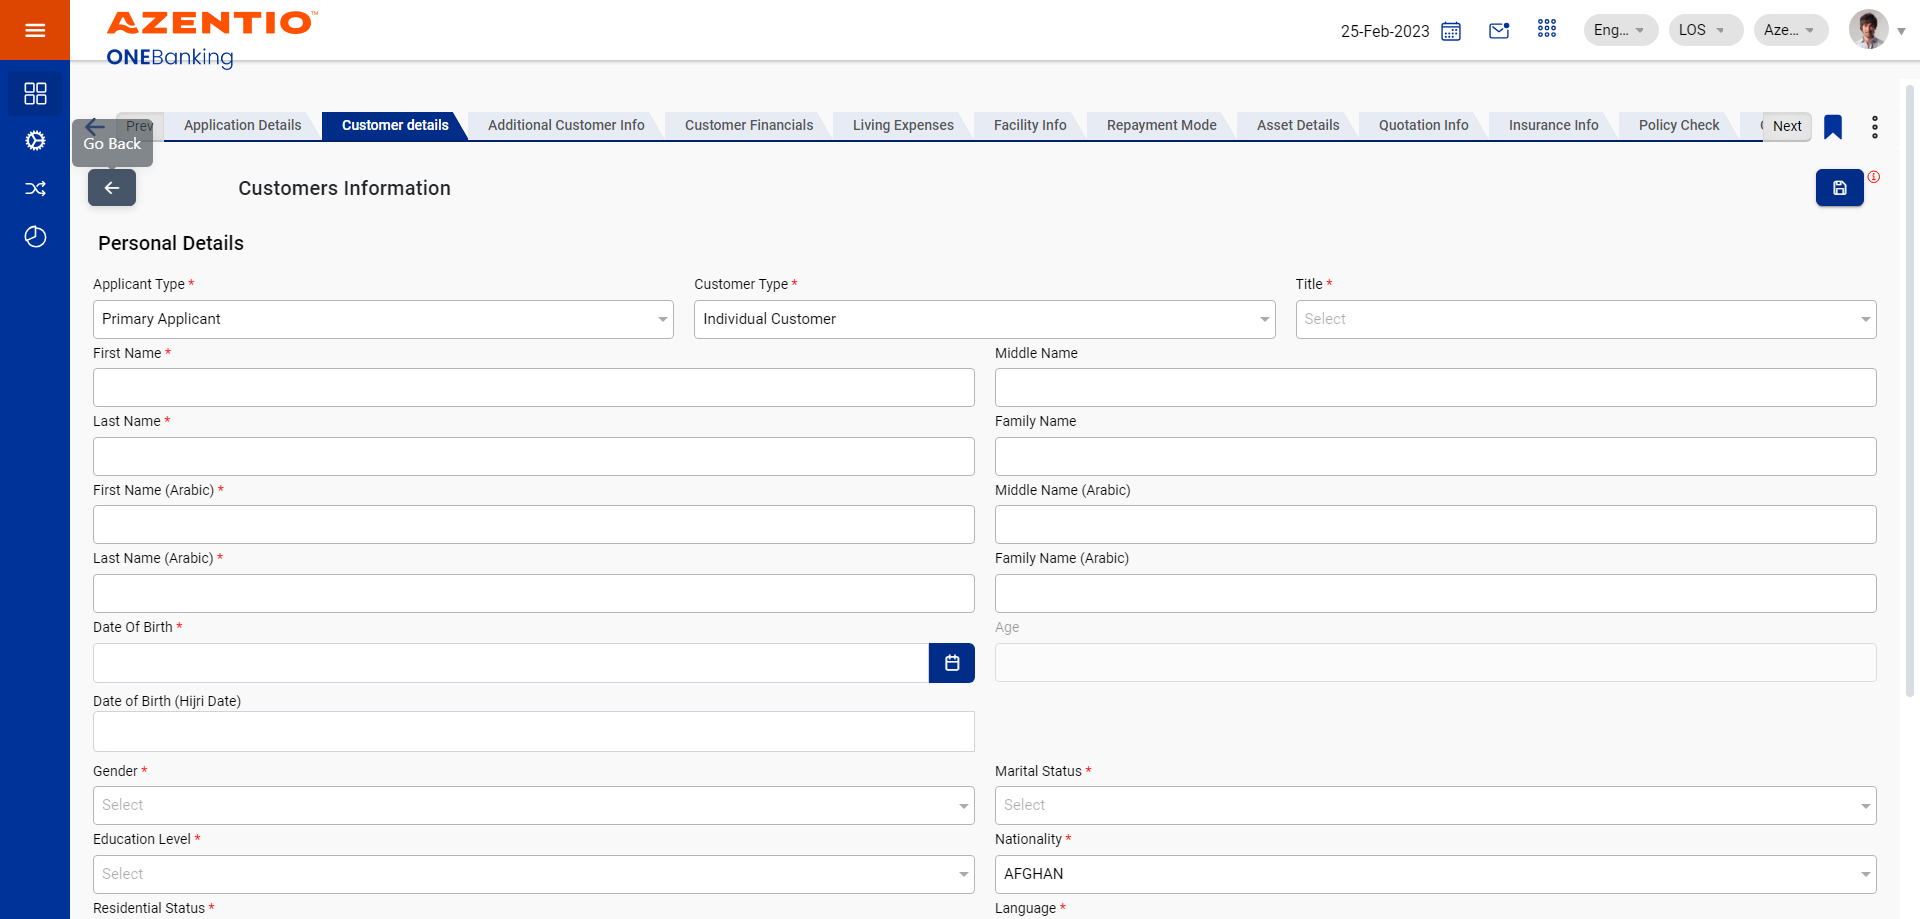 AZENTIO™
ONEBanking
25-Feb-2023
Eng...
LOS
Aze...
Prev
Application Details
Customer details
Additional Customer Info
Customer Financials
Living Expenses
Facility Info
Repayment Mode
Asset Details
Quotation Info
Insurance Info
Policy Check
Next
Go Back
Customers Information
Personal Details
Applicant Type *
Customer Type *
Title *
Primary Applicant
Individual Customer
Select
First Name *
Middle Name
Last Name *
Family Name
First Name (Arabic) *
Middle Name (Arabic)
Last Name (Arabic) *
Family Name (Arabic)
Date Of Birth *
Age
Date of Birth (Hijri Date)
Gender *
Marital Status *
Select
Select
Education Level *
Nationality *
Select
AFGHAN
Residential Status *
Language *